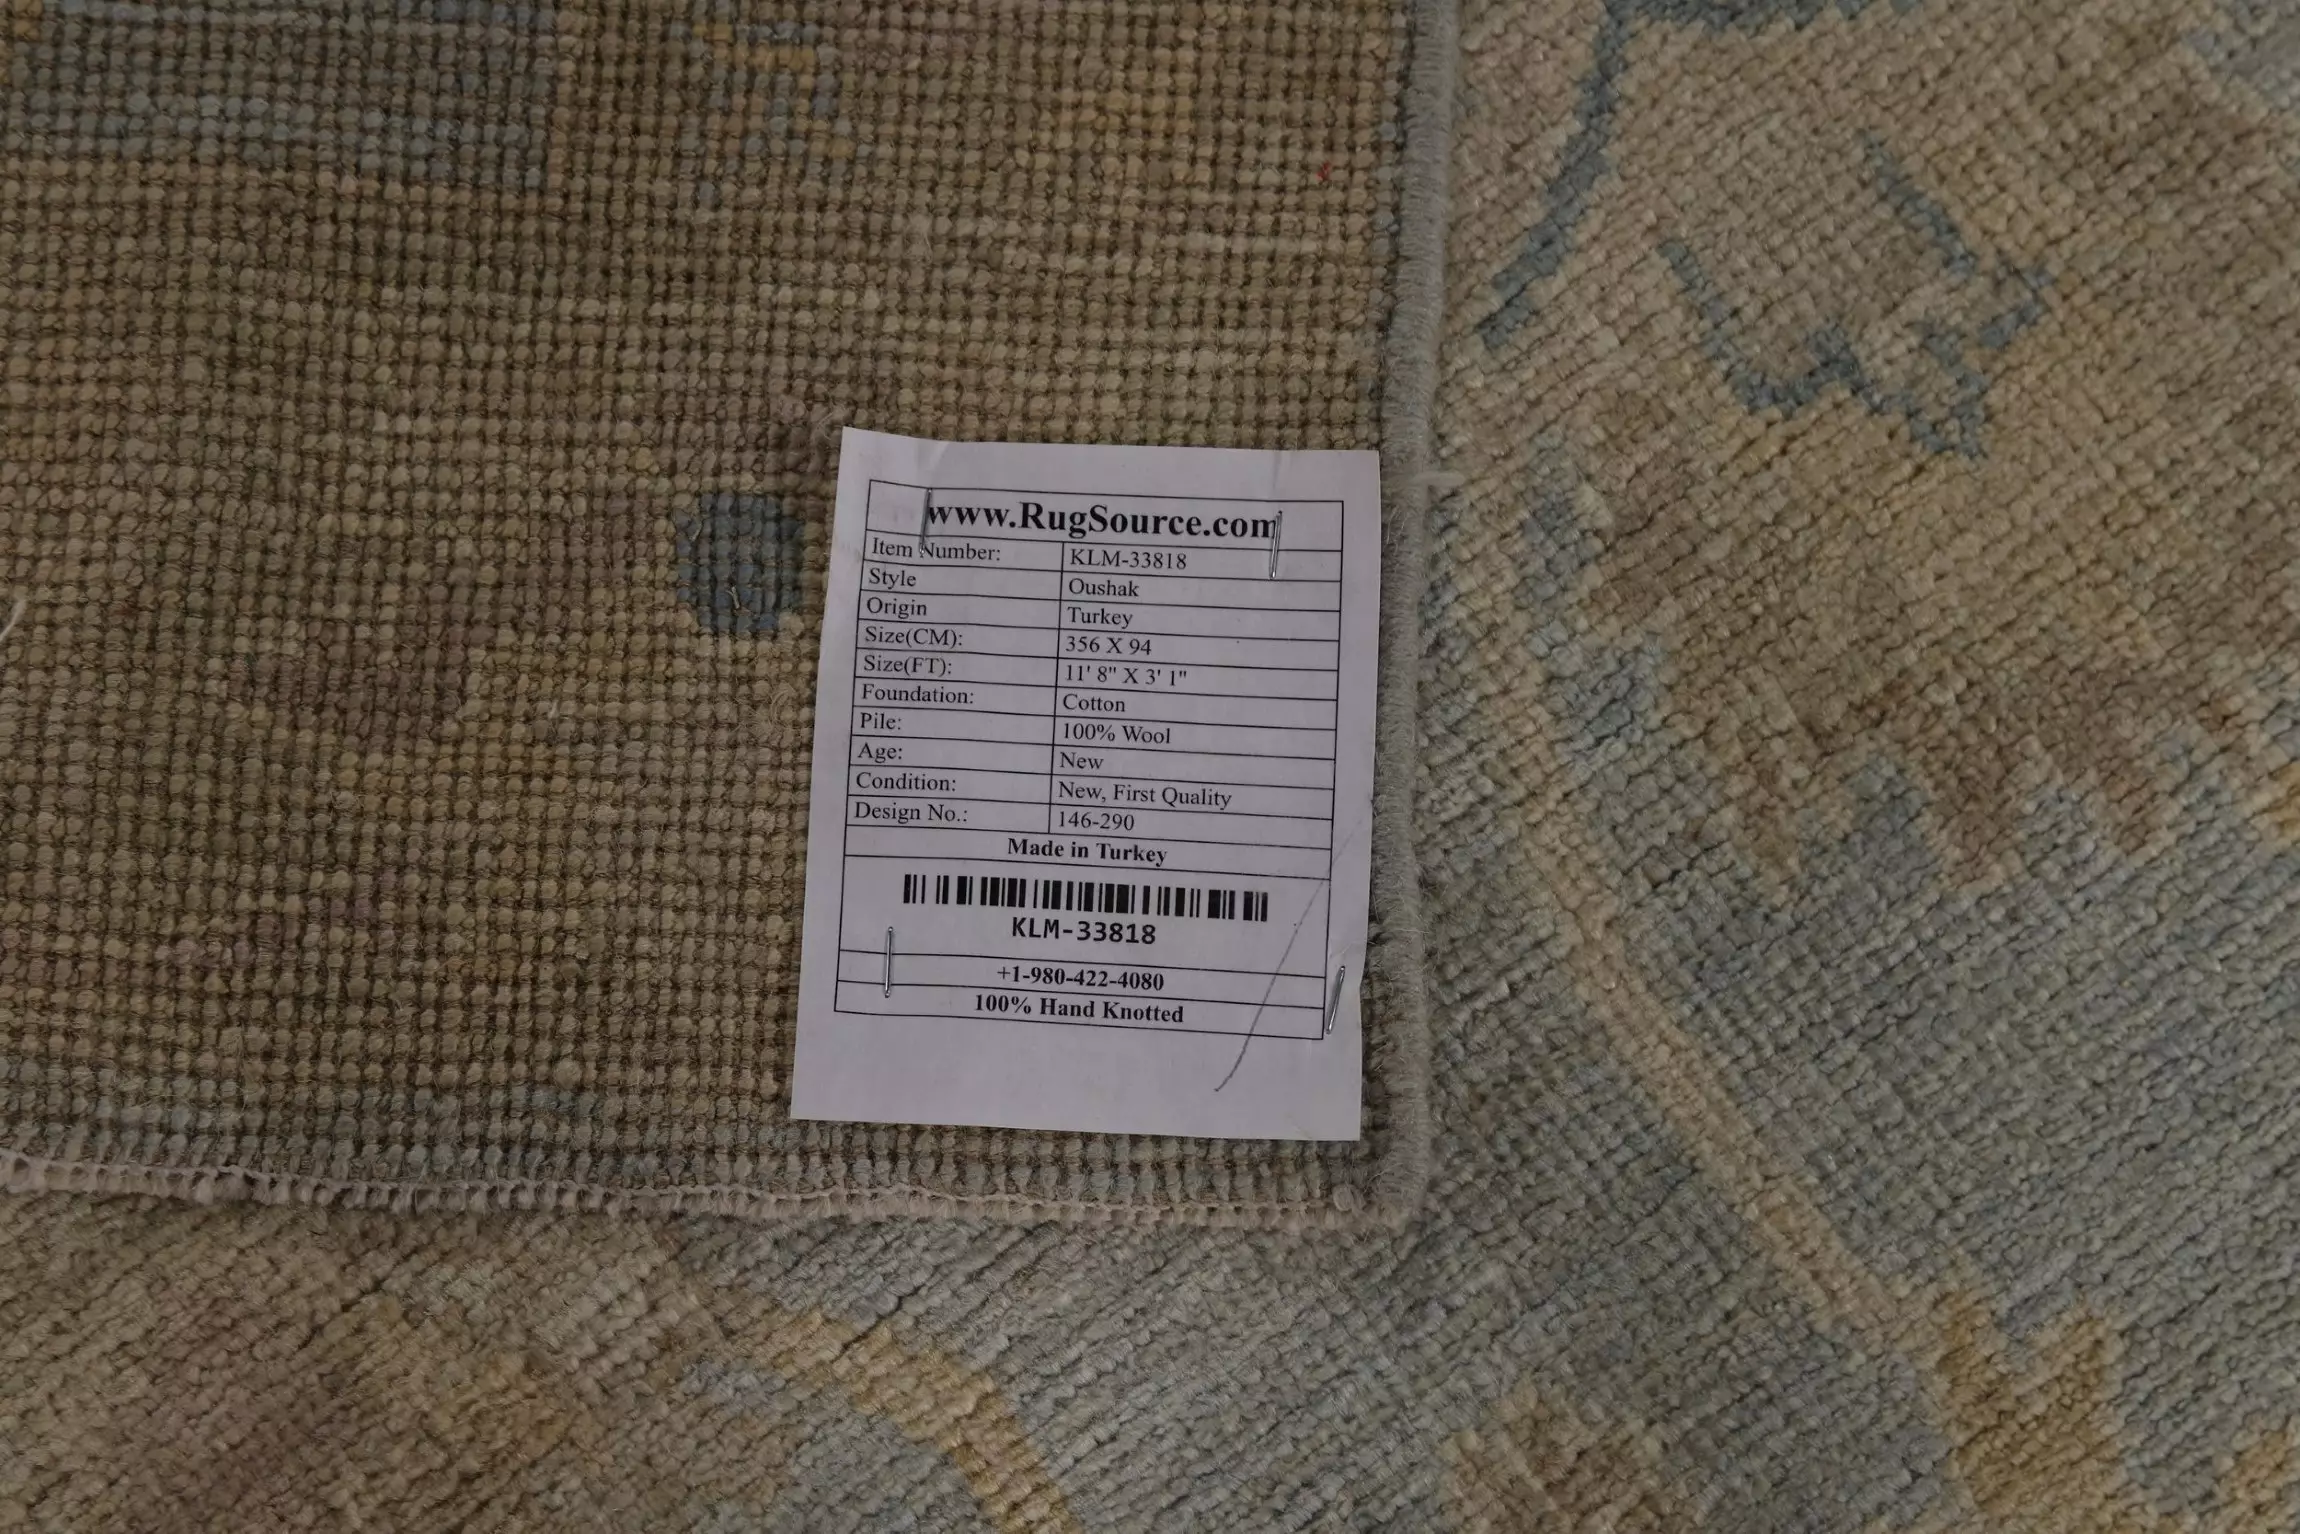 www.RugSource.com
Item Number: KLM-33818
Style Oushak
Origin Turkey
Size(CM): 356 X 94
Size(FT): 11' 8" X 3' 1"
Foundation: Cotton
Pile: 100% Wool
Age: New
Condition: New, First Quality
Design No.: 146-290
Made in Turkey
KLM-33818
+1-980-422-4080
100% Hand Knotted